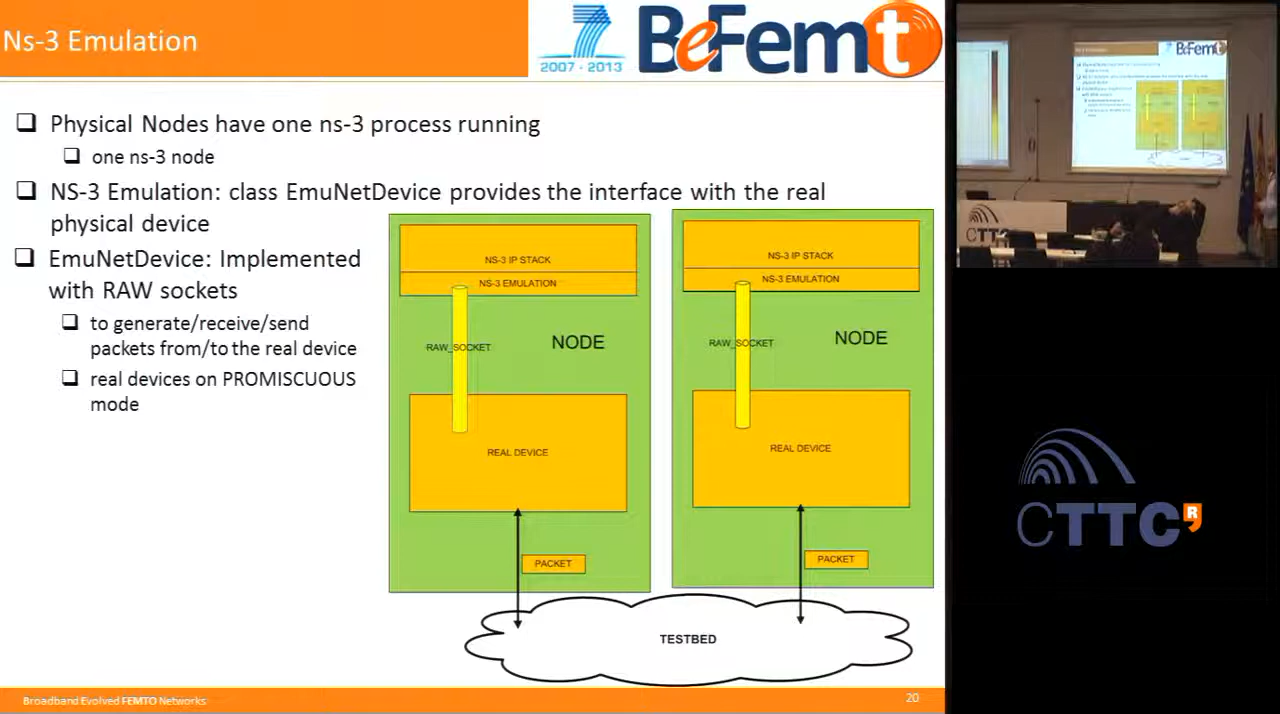 Ns-3 Emulation
7
2007 - 2013
BeFemt
❑ Physical Nodes have one ns-3 process running
❑ one ns-3 node
❑ NS-3 Emulation: class EmuNetDevice provides the interface with the real
physical device
❑ EmuNetDevice: Implemented
with RAW sockets
❑ to generate/receive/send
packets from/to the real device
❑ real devices on PROMISCUOUS
mode
NS-3 IP STACK
NS-3 EMULATION
RAW_SOCKET
NODE
REAL DEVICE
PACKET
NS-3 IP STACK
NS-3 EMULATION
RAW_SOCKET
NODE
REAL DEVICE
PACKET
TESTBED
Broadband Evolved FEMTO Networks
20
BeFemt
CTTC
CTTC R